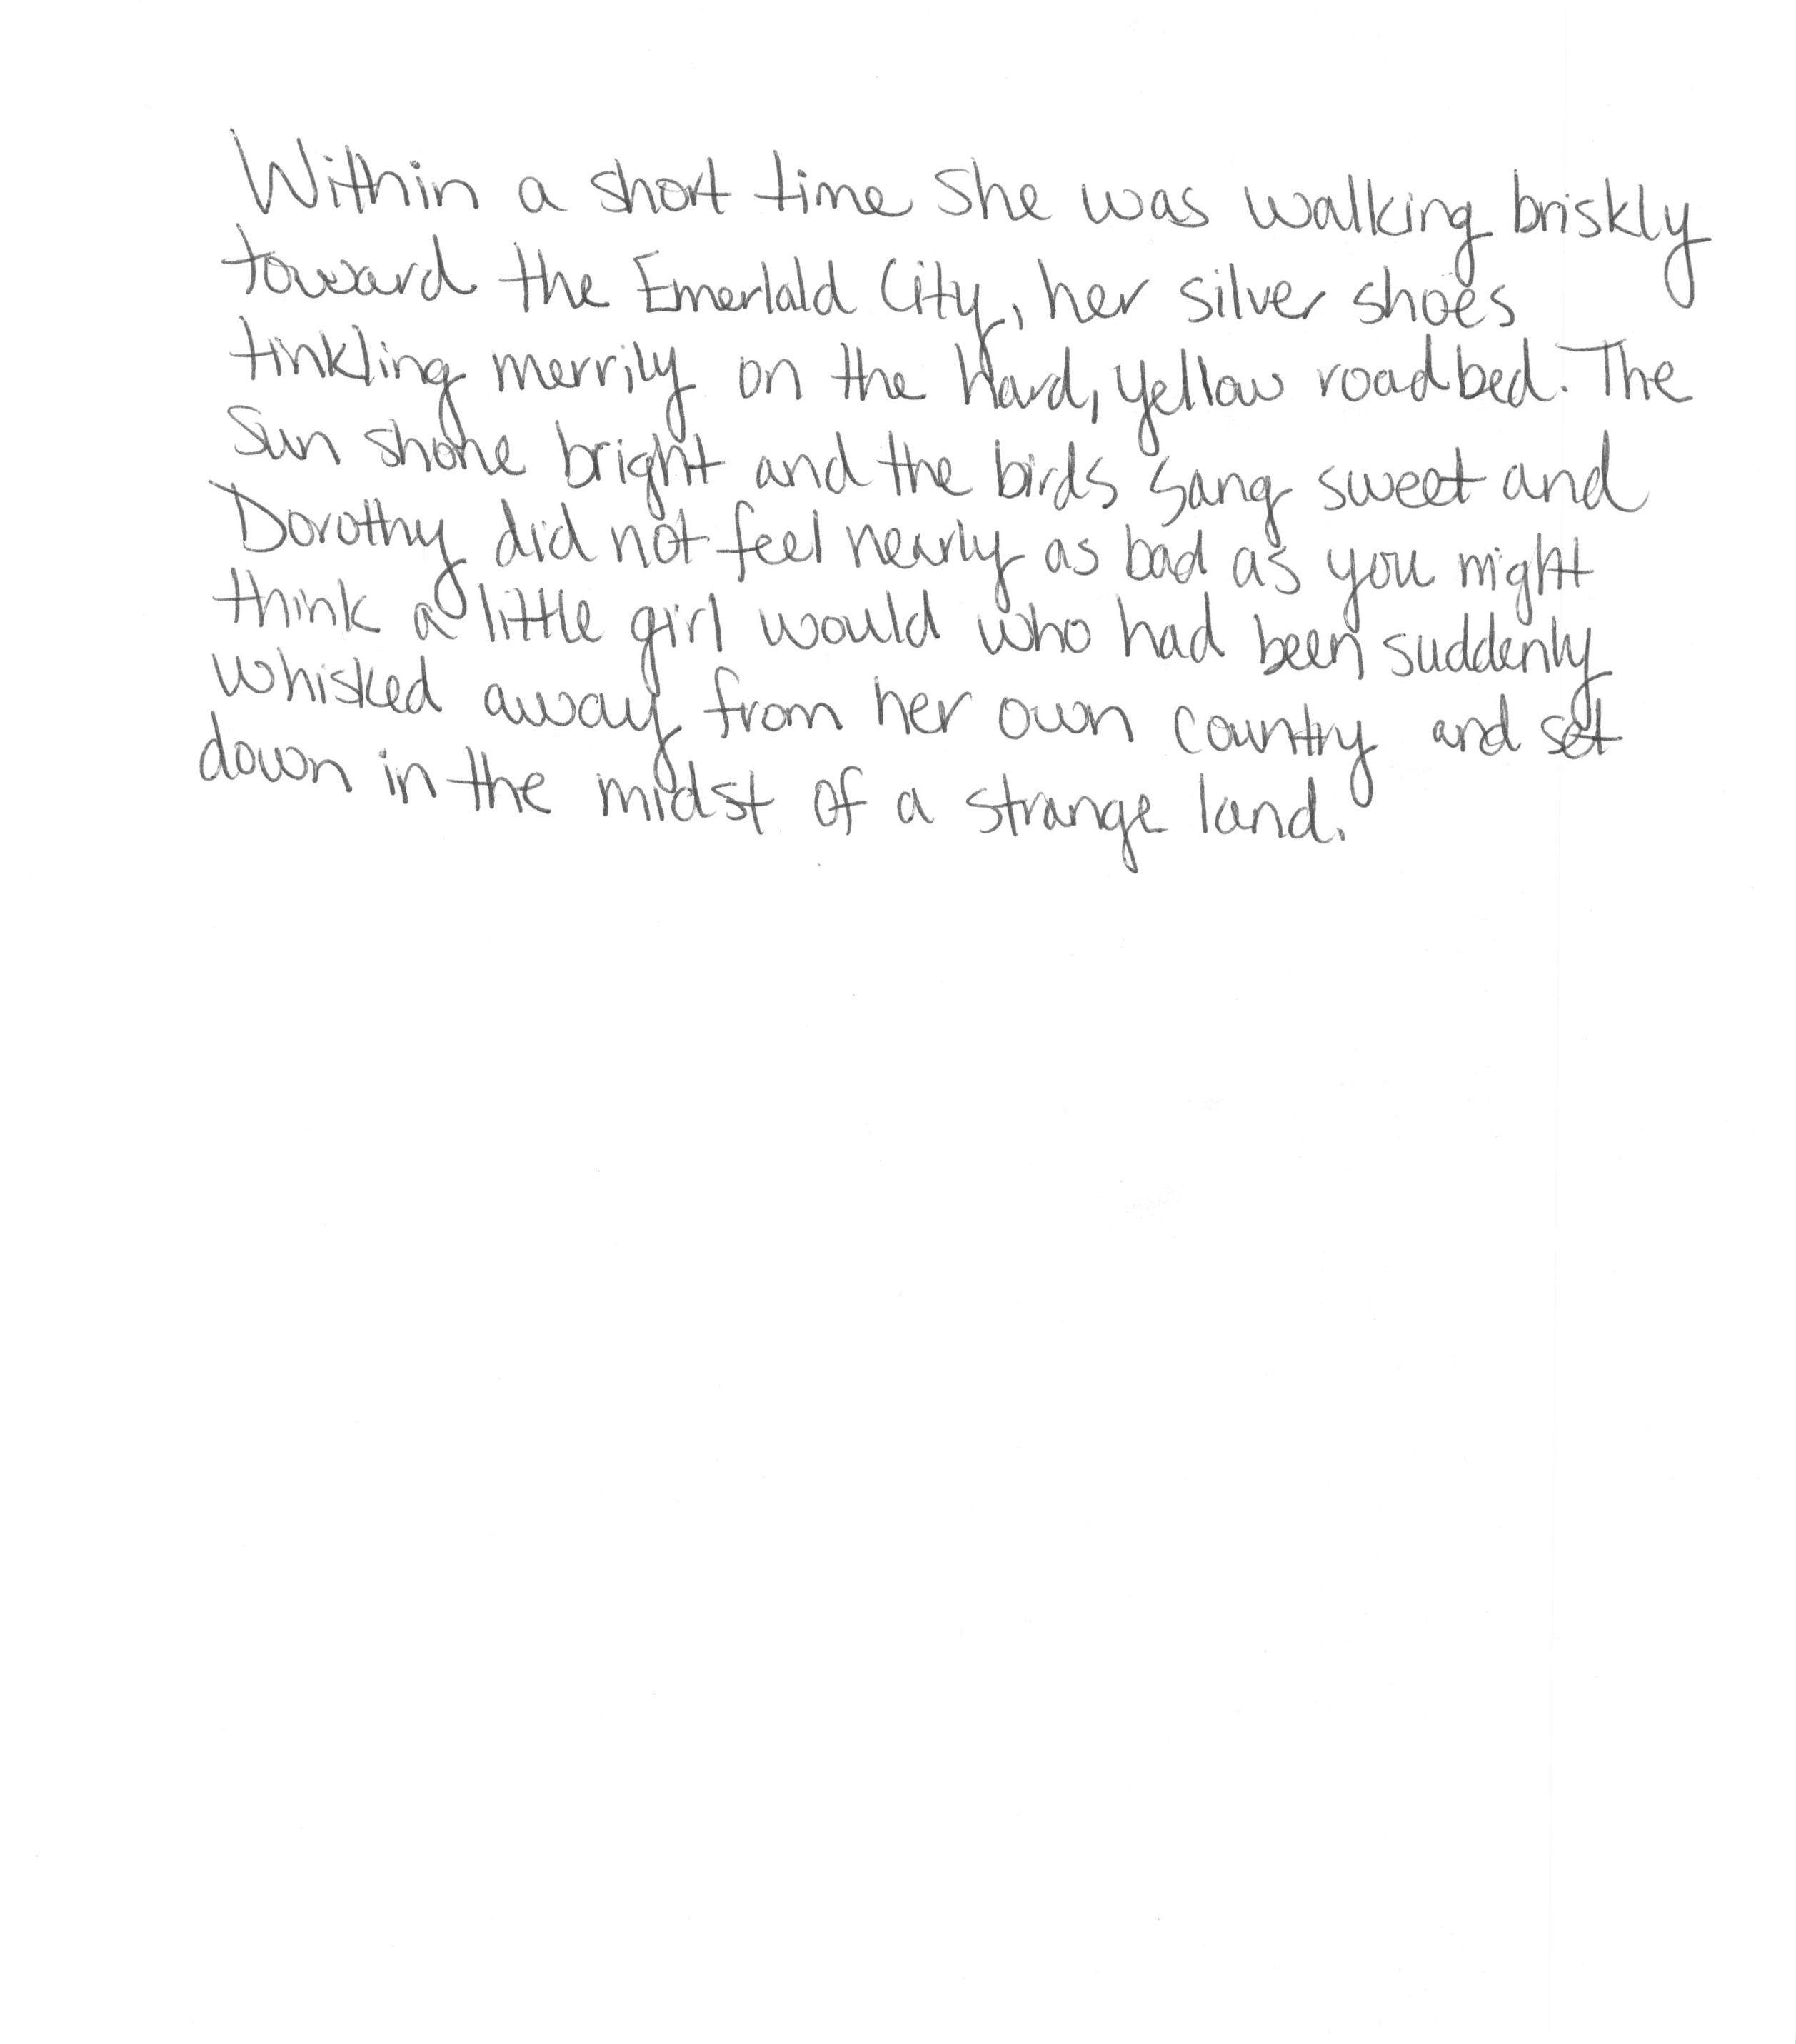 Within a short time she was walking briskly
toward the Emerlald City, her silver shoes
tinkling merrily on the hard, yellow roadbed. The
sun shone bright and the birds sang sweet and
Dorothy did not feel nearly as bad as you might
think a little girl would who had been suddenly
whisked away from her own country and set
down in the midst of a strange land.